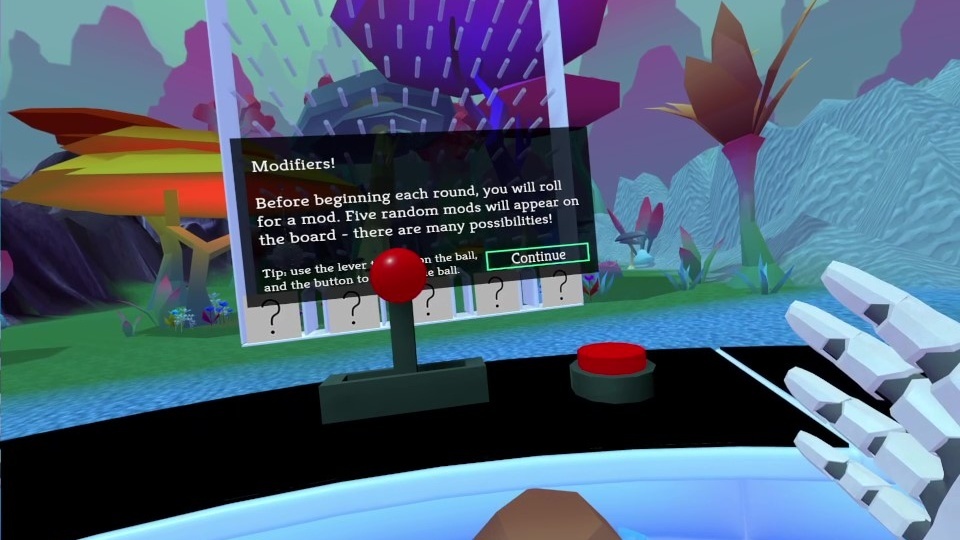 Modifiers!
Before beginning each round, you will roll
for a mod. Five random mods will appear on
the board - there are many possibilities!
Tip: use the lever on the ball,
and the button to ball.
Continue
? ? ? ? ?